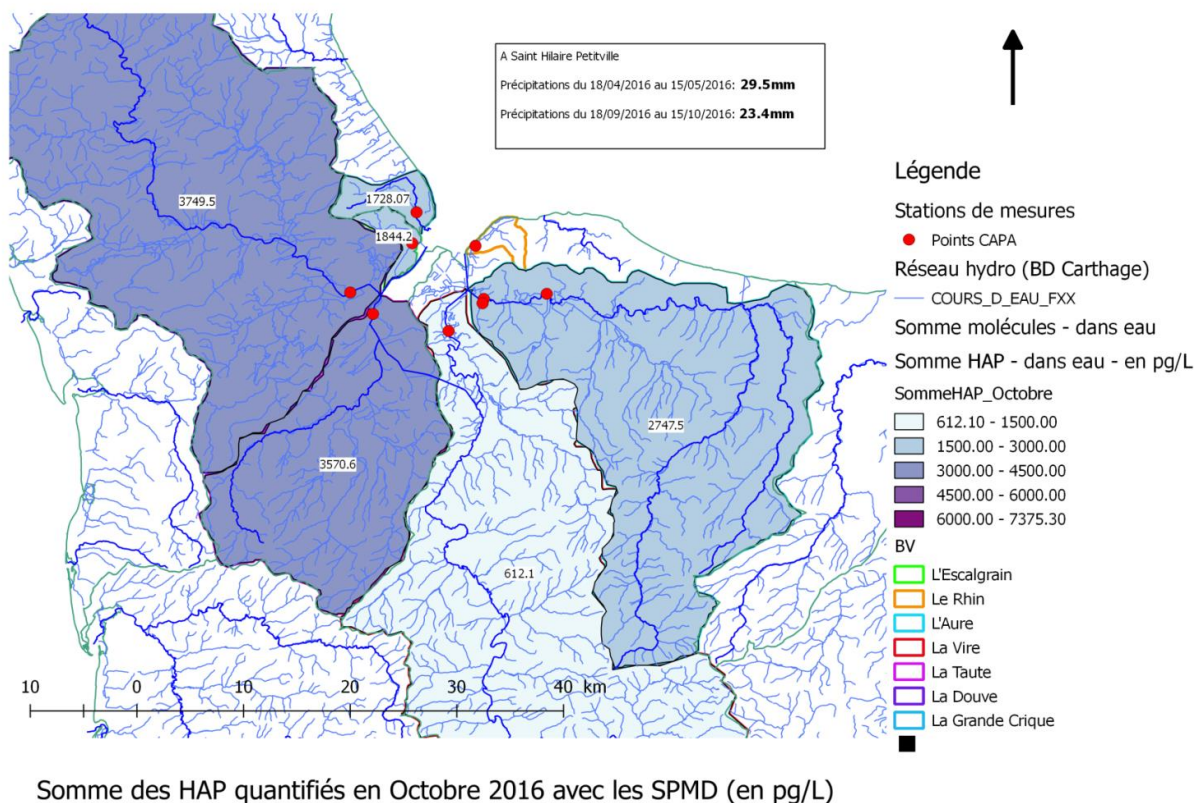 A Saint Hilaire Petitville
Précipitations du 18/04/2016 au 15/05/2016: 29.5mm
Précipitations du 18/09/2016 au 15/10/2016: 23.4mm
3749.5
1728.07
1844.2
2747.5
3570.6
612.1
10 0 10 20 30 40 km
Légende
Stations de mesures
Points CAPA
Réseau hydro (BD Carthage)
COURS_D_EAU_FXX
Somme molécules - dans eau
Somme HAP - dans eau - en pg/L
SommeHAP_Octobre
612.10 - 1500.00
1500.00 - 3000.00
3000.00 - 4500.00
4500.00 - 6000.00
6000.00 - 7375.30
BV
L'Escalgrain
Le Rhin
L'Aure
La Vire
La Taute
La Douve
La Grande Crique
Somme des HAP quantifiés en Octobre 2016 avec les SPMD (en pg/L)